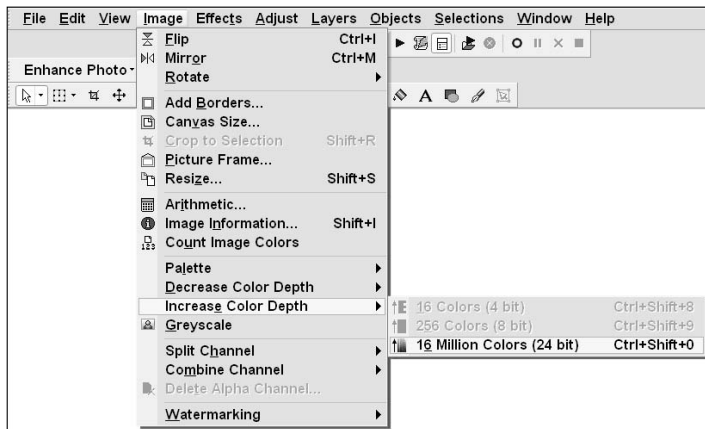 File Edit View Image Effects Adjust Layers Objects Selections Window Help
Enhance Photo
Flip Ctrl+I
Mirror Ctrl+M
Rotate
Add Borders...
Canvas Size...
Crop to Selection Shift+R
Picture Frame...
Resize... Shift+S
Arithmetic...
Image Information... Shift+I
Count Image Colors
Palette
Decrease Color Depth
Increase Color Depth
16 Colors (4 bit) Ctrl+Shift+8
256 Colors (8 bit) Ctrl+Shift+9
16 Million Colors (24 bit) Ctrl+Shift+0
Greyscale
Split Channel
Combine Channel
Delete Alpha Channel...
Watermarking